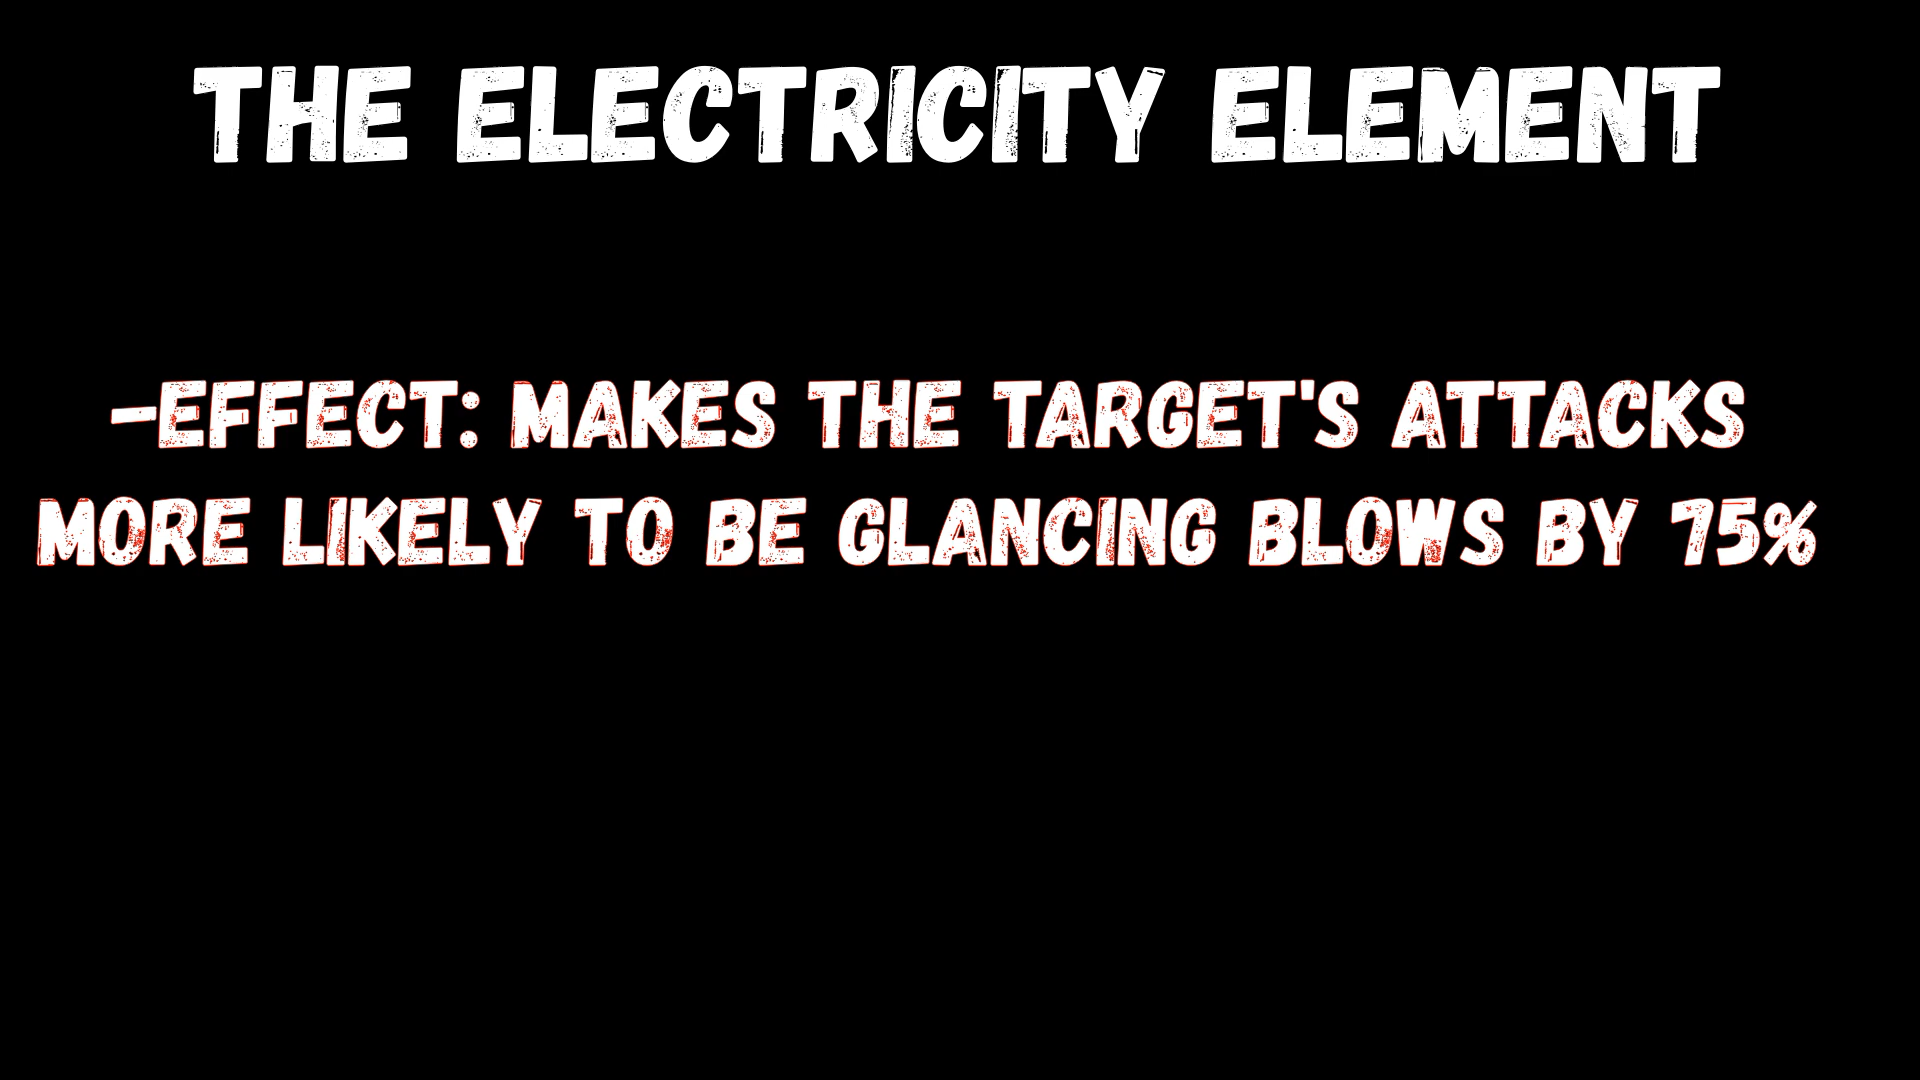 THE ELECTRICITY ELEMENT
-EFFECT: MAKES THE TARGET'S ATTACKS
MORE LIKELY TO BE GLANCING BLOWS BY 75%